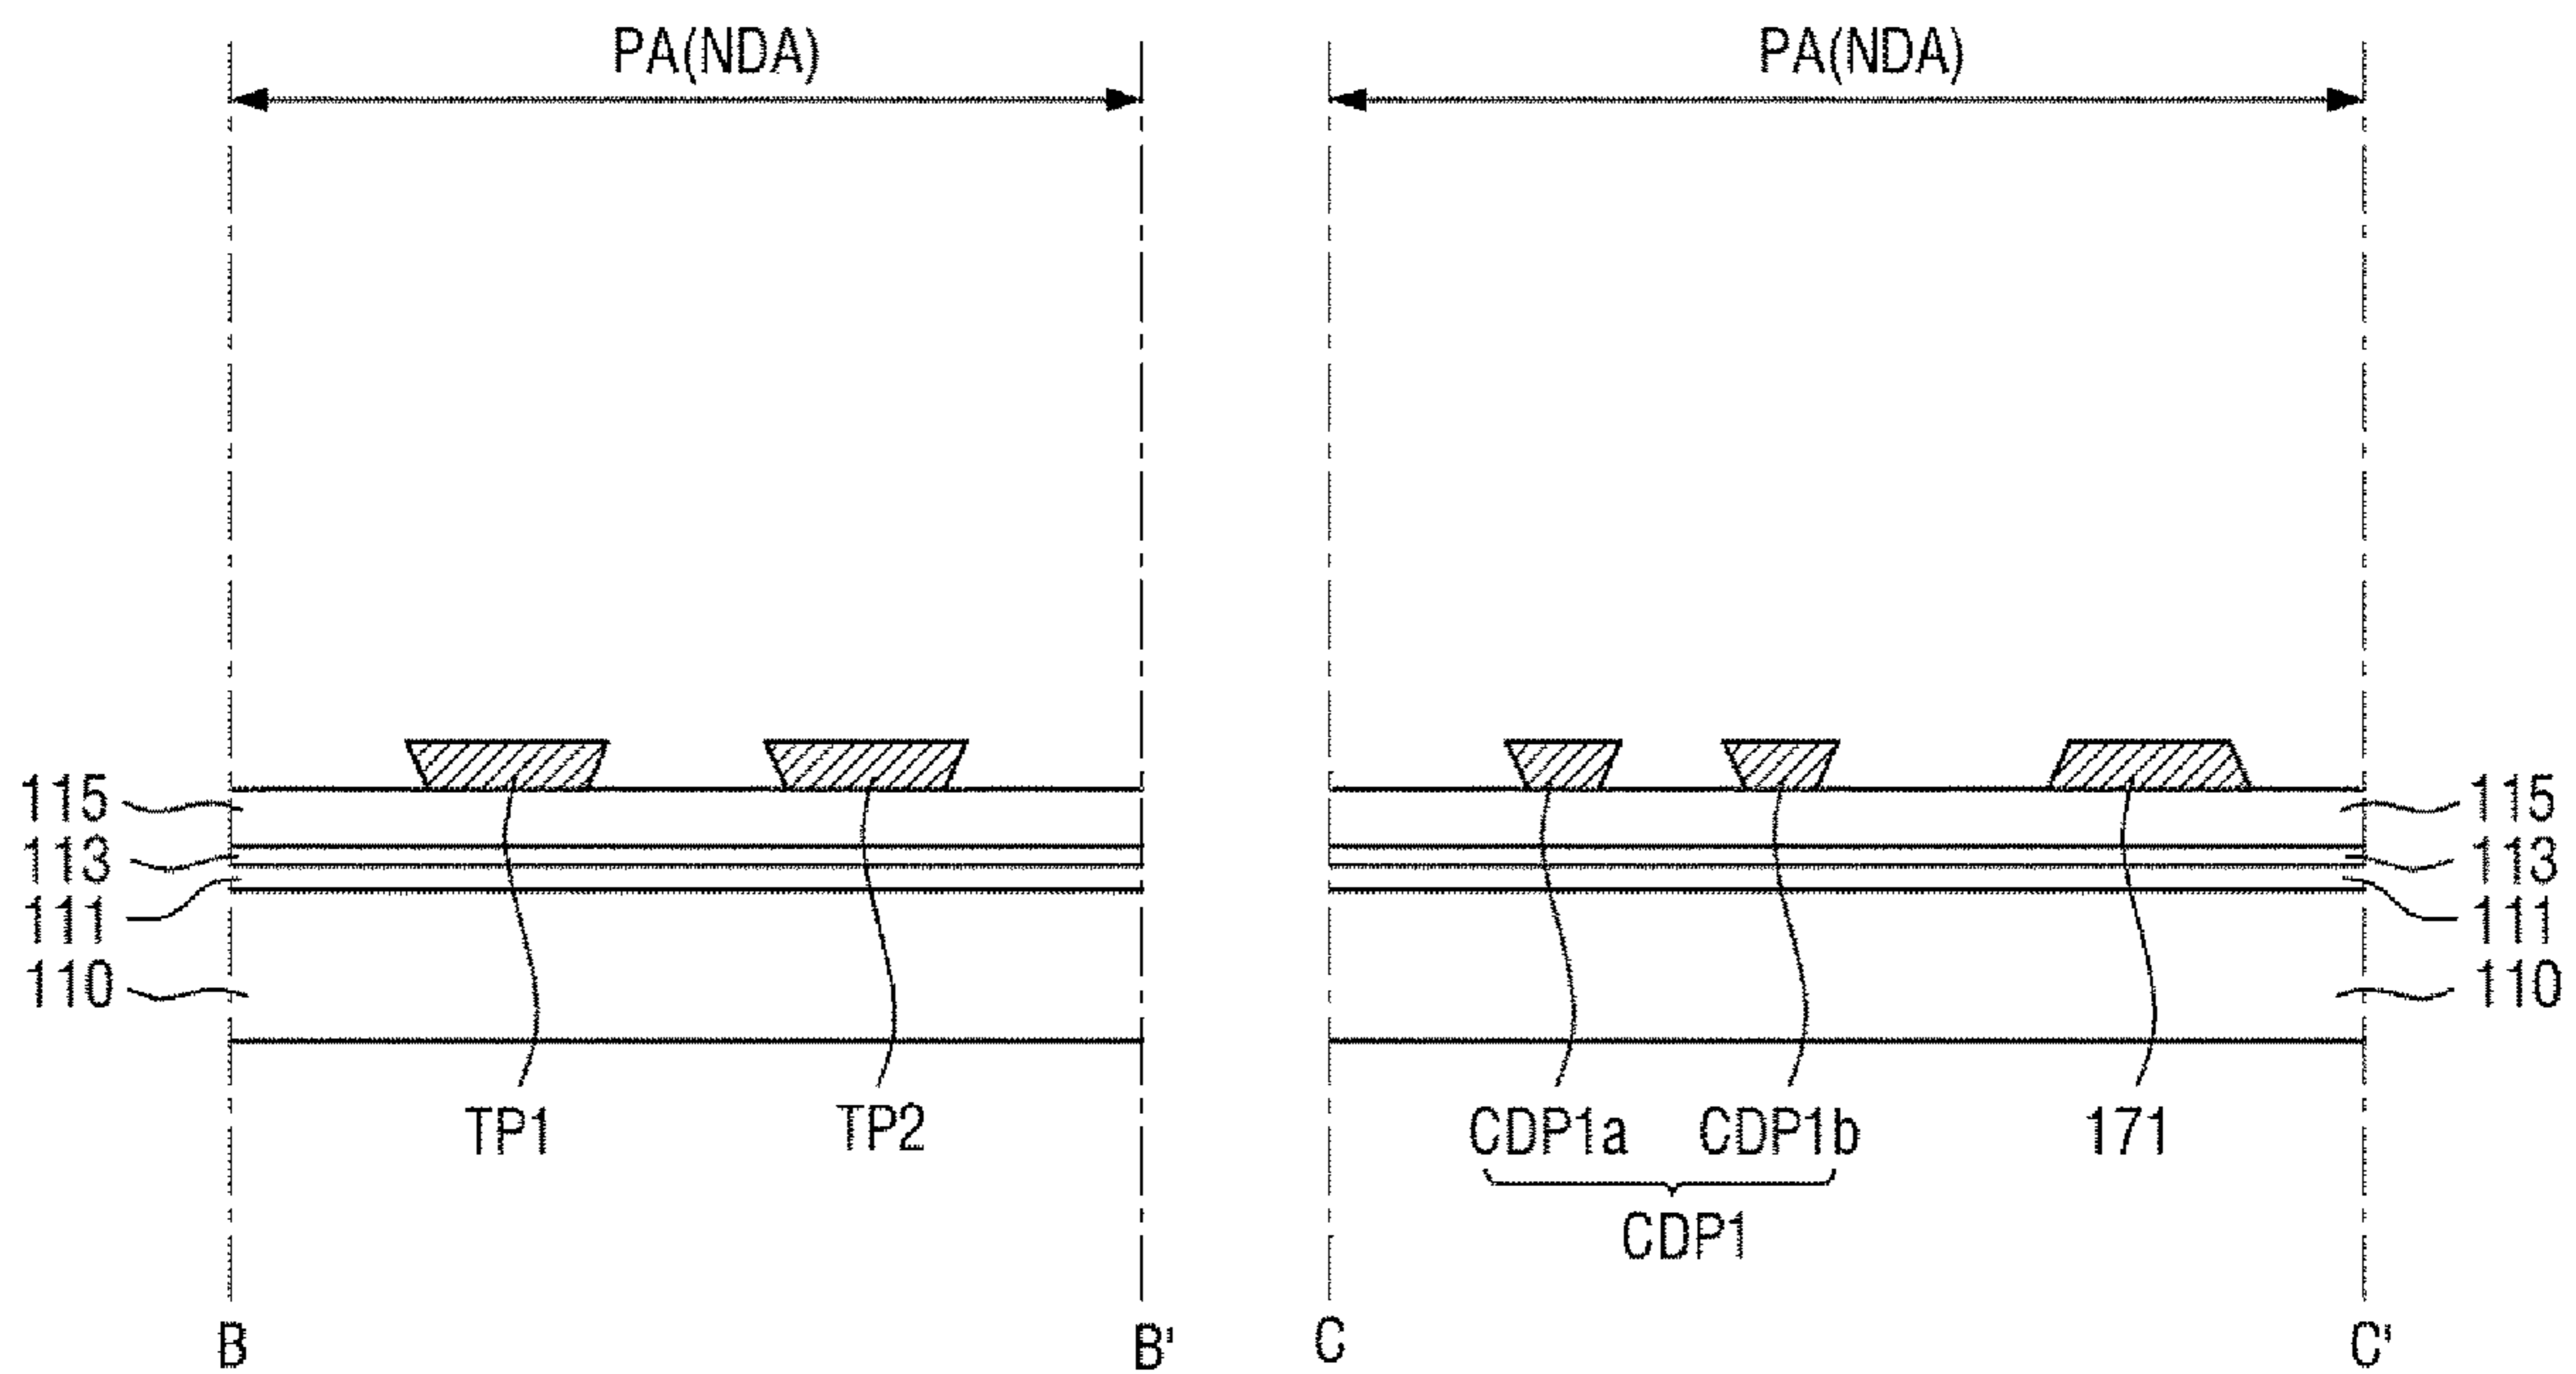 PA(NDA) PA(NDA)
115 115
113 113
111 111
110 110
TP1 TP2 CDP1a CDP1b 171
CDP1
B B' C C'